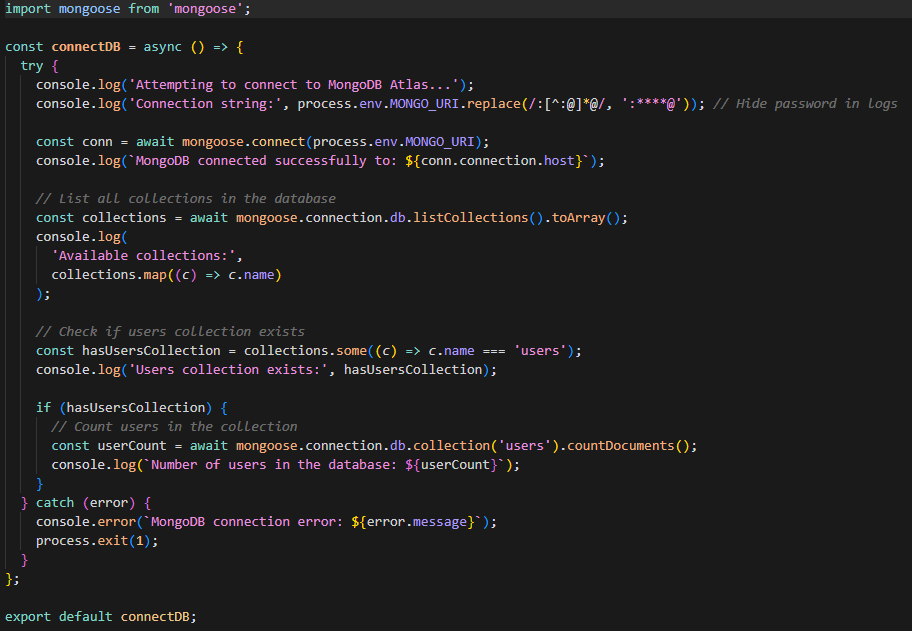 import mongoose from 'mongoose';

const connectDB = async () => {
  try {
    console.log('Attempting to connect to MongoDB Atlas...');
    console.log('Connection string:', process.env.MONGO_URI.replace(/:[^:@]*@/, ':****@')); // Hide password in logs

    const conn = await mongoose.connect(process.env.MONGO_URI);
    console.log(`MongoDB connected successfully to: ${conn.connection.host}`);

    // List all collections in the database
    const collections = await mongoose.connection.db.listCollections().toArray();
    console.log(
      'Available collections:',
      collections.map((c) => c.name)
    );

    // Check if users collection exists
    const hasUsersCollection = collections.some((c) => c.name === 'users');
    console.log('Users collection exists:', hasUsersCollection);

    if (hasUsersCollection) {
      // Count users in the collection
      const userCount = await mongoose.connection.db.collection('users').countDocuments();
      console.log(`Number of users in the database: ${userCount}`);
    }
  } catch (error) {
    console.error(`MongoDB connection error: ${error.message}`);
    process.exit(1);
  }
};

export default connectDB;